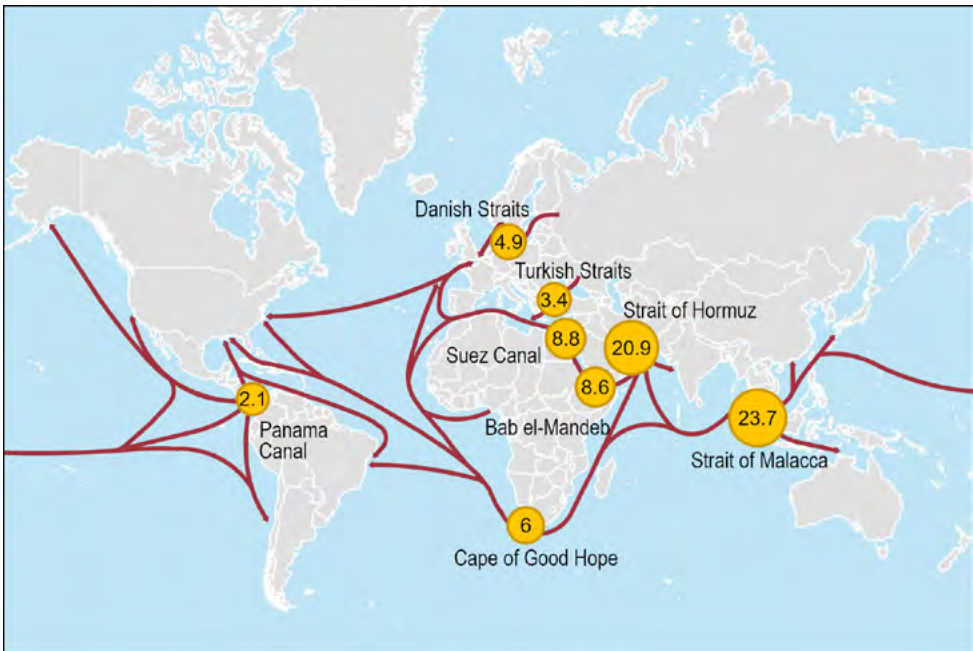 Danish Straits
4.9
Turkish Straits
3.4
Strait of Hormuz
20.9
Suez Canal
8.8
8.6
Bab el-Mandeb
2.1
Panama
Canal
23.7
Strait of Malacca
6
Cape of Good Hope